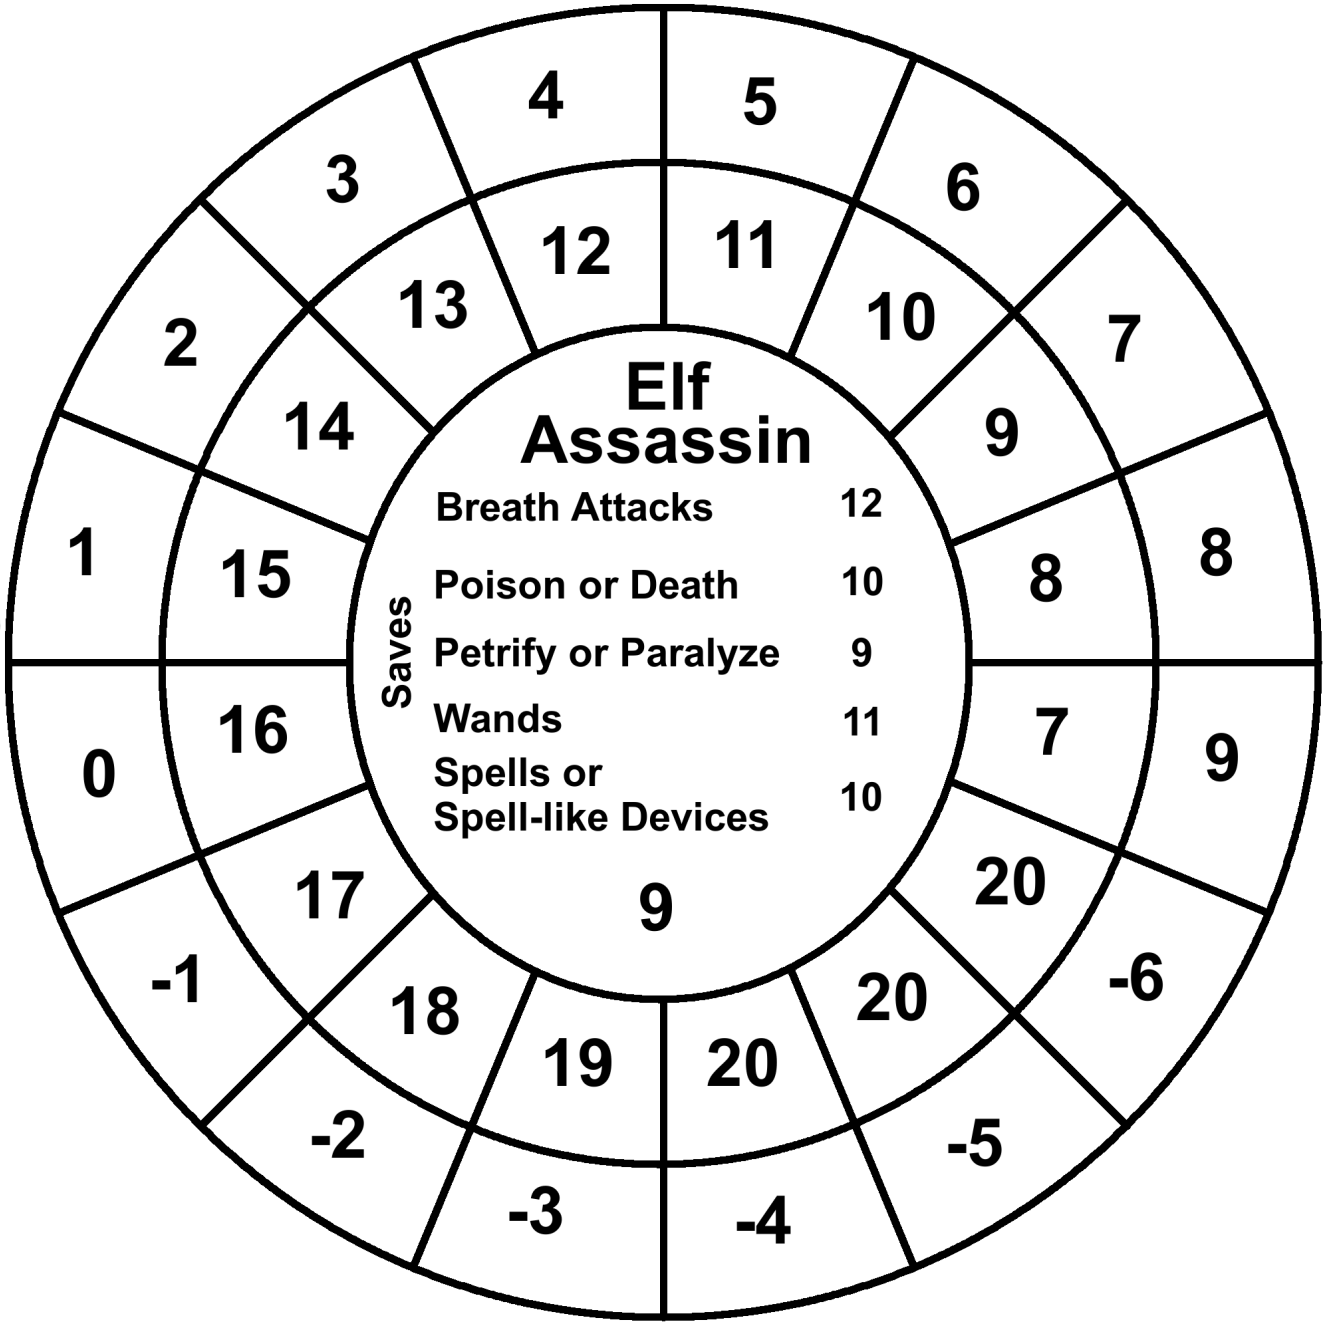 4 5
3 6
12 11
13 10
2 7
14 9
Elf
Assassin
Breath Attacks 12
1 8
15 8
Poison or Death 10
Saves
Petrify or Paralyze 9
Wands 11
16 7
0 9
Spells or
Spell-like Devices 10
17 20
9
-1 -6
18 20
19 20
-2 -5
-3 -4